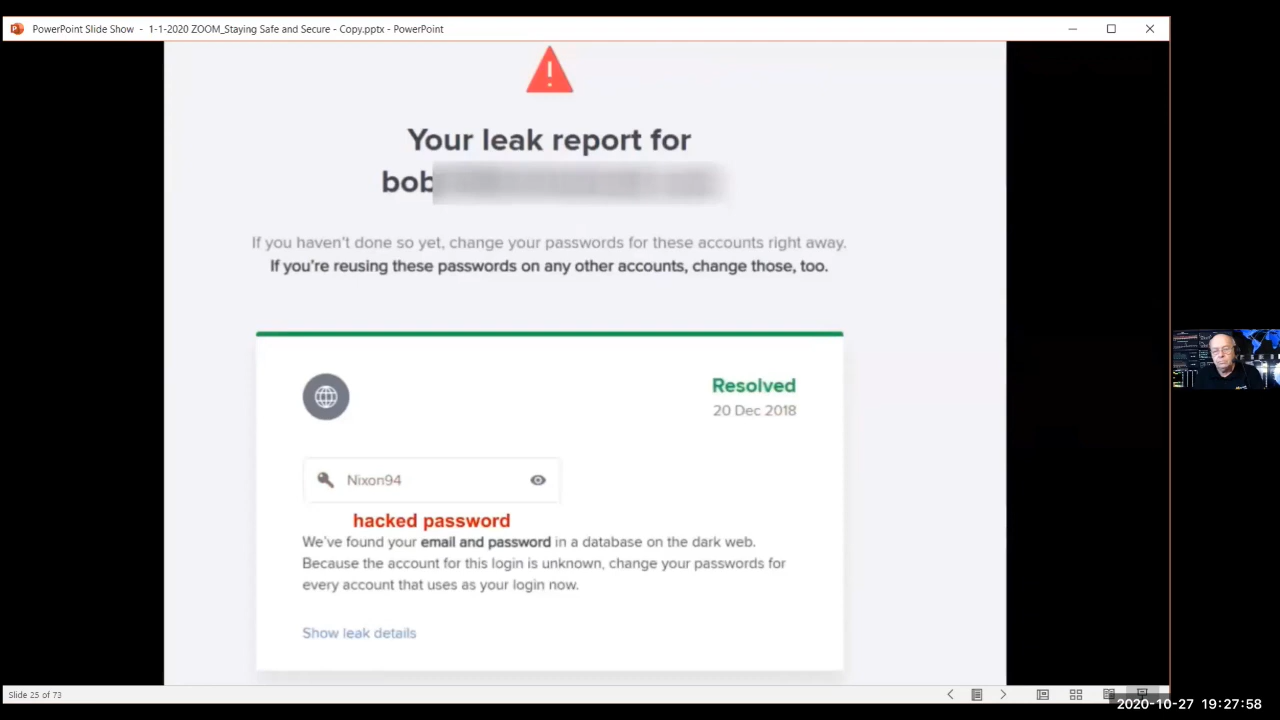 PowerPoint Slide Show - 1-1-2020 ZOOM_Staying Safe and Secure - Copy.pptx - PowerPoint
Your leak report for
bob
If you haven't done so yet, change your passwords for these accounts right away.
If you're reusing these passwords on any other accounts, change those, too.
Resolved
20 Dec 2018
Nixon94
hacked password
We've found your email and password in a database on the dark web.
Because the account for this login is unknown, change your passwords for
every account that uses as your login now.
Show leak details
Slide 25 of 73
2020-10-27 19:27:58